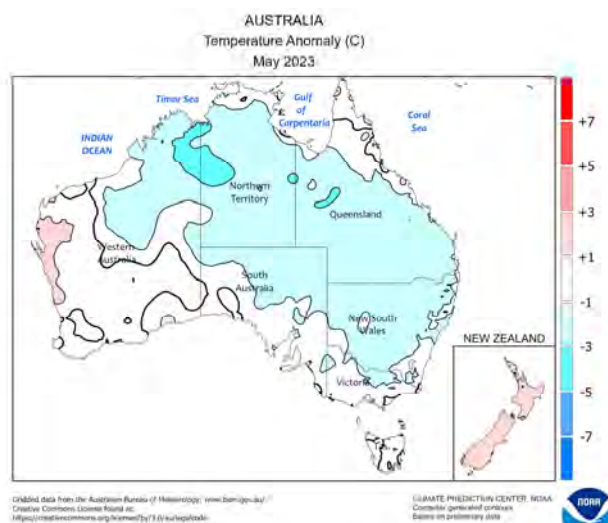 AUSTRALIA
Temperature Anomaly (C)
May 2023
Timor Sea
Gulf
of
Carpentaria
Coral
Sea
INDIAN
OCEAN
Northern
Territory
Queensland
Western
Australia
South
Australia
New South
Wales
Victoria
NEW ZEALAND
+7
+5
+3
+1
-1
-3
-5
-7
Gridded data from the Australian Bureau of Meteorology: www.bom.gov.au/
Creative Commons License found at:
CLIMATE PREDICTION CENTER, NOAA
Computer generated contours
Based on preliminary data
NOAA